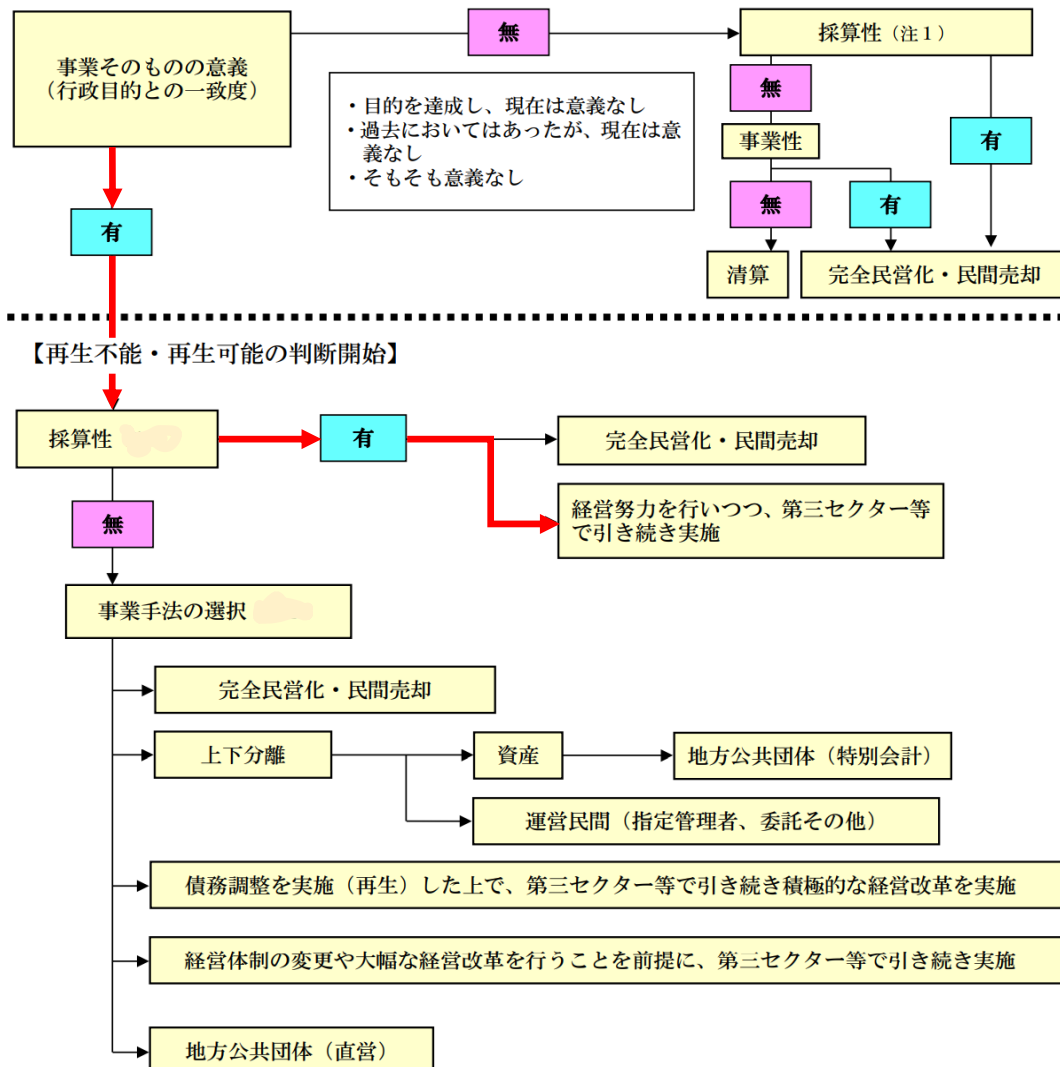 事業そのものの意義
（行政目的との一致度）
無
採算性（注１）
・目的を達成し、現在は意義なし
・過去においてはあったが、現在は意
義なし
・そもそも意義なし
無
事業性
有
無
有
有
清算
完全民営化・民間売却
【再生不能・再生可能の判断開始】
採算性
有
完全民営化・民間売却
経営努力を行いつつ、第三セクター等
で引き続き実施
無
事業手法の選択
完全民営化・民間売却
上下分離
資産
地方公共団体（特別会計）
運営民間（指定管理者、委託その他）
債務調整を実施（再生）した上で、第三セクター等で引き続き積極的な経営改革を実施
経営体制の変更や大幅な経営改革を行うことを前提に、第三セクター等で引き続き実施
地方公共団体（直営）